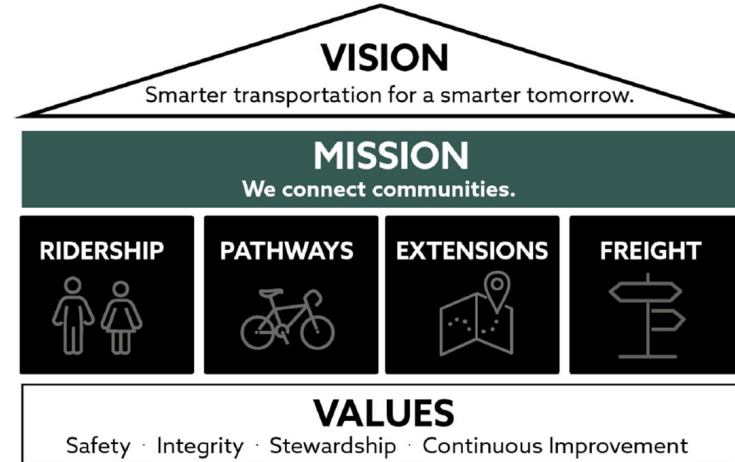 VISION
Smarter transportation for a smarter tomorrow.
MISSION
We connect communities.
RIDERSHIP PATHWAYS EXTENSIONS FREIGHT
VALUES
Safety · Integrity · Stewardship · Continuous Improvement